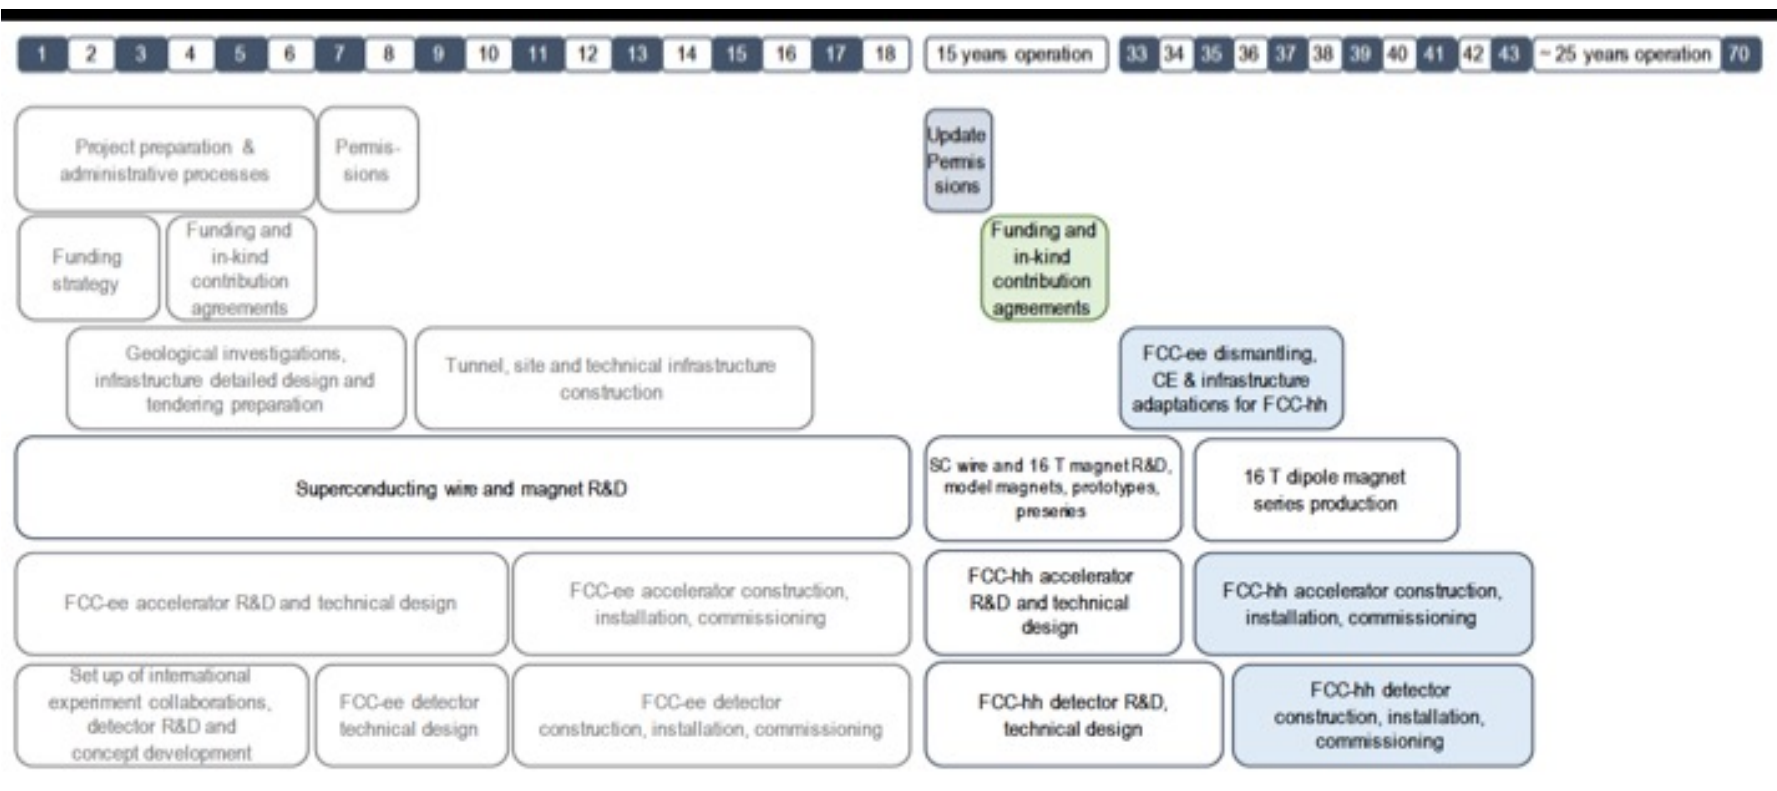 1 2 3 4 5 6 7 8 9 10 11 12 13 14 15 16 17 18 15 years operation 33 34 35 36 37 38 39 40 41 42 43 ~ 25 years operation 70
Project preparation &
administrative processes
Permis-
sions
Update
Permis
sions
Funding
strategy
Funding and
in-kind
contribution
agreements
Funding and
in-kind
contribution
agreements
Geological investigations,
infrastructure detailed design and
tendering preparation
Tunnel, site and technical infrastructure
construction
FCC-ee dismantling,
CE & infrastructure
adaptations for FCC-hh
Superconducting wire and magnet R&D
SC wire and 16 T magnet R&D,
model magnets, prototypes,
preseries
16 T dipole magnet
series production
FCC-ee accelerator R&D and technical design
FCC-ee accelerator construction,
installation, commissioning
FCC-hh accelerator
R&D and technical
design
FCC-hh accelerator construction,
installation, commissioning
Set up of international
experiment collaborations,
detector R&D and
concept development
FCC-ee detector
technical design
FCC-ee detector
construction, installation, commissioning
FCC-hh detector R&D,
technical design
FCC-hh detector
construction, installation,
commissioning